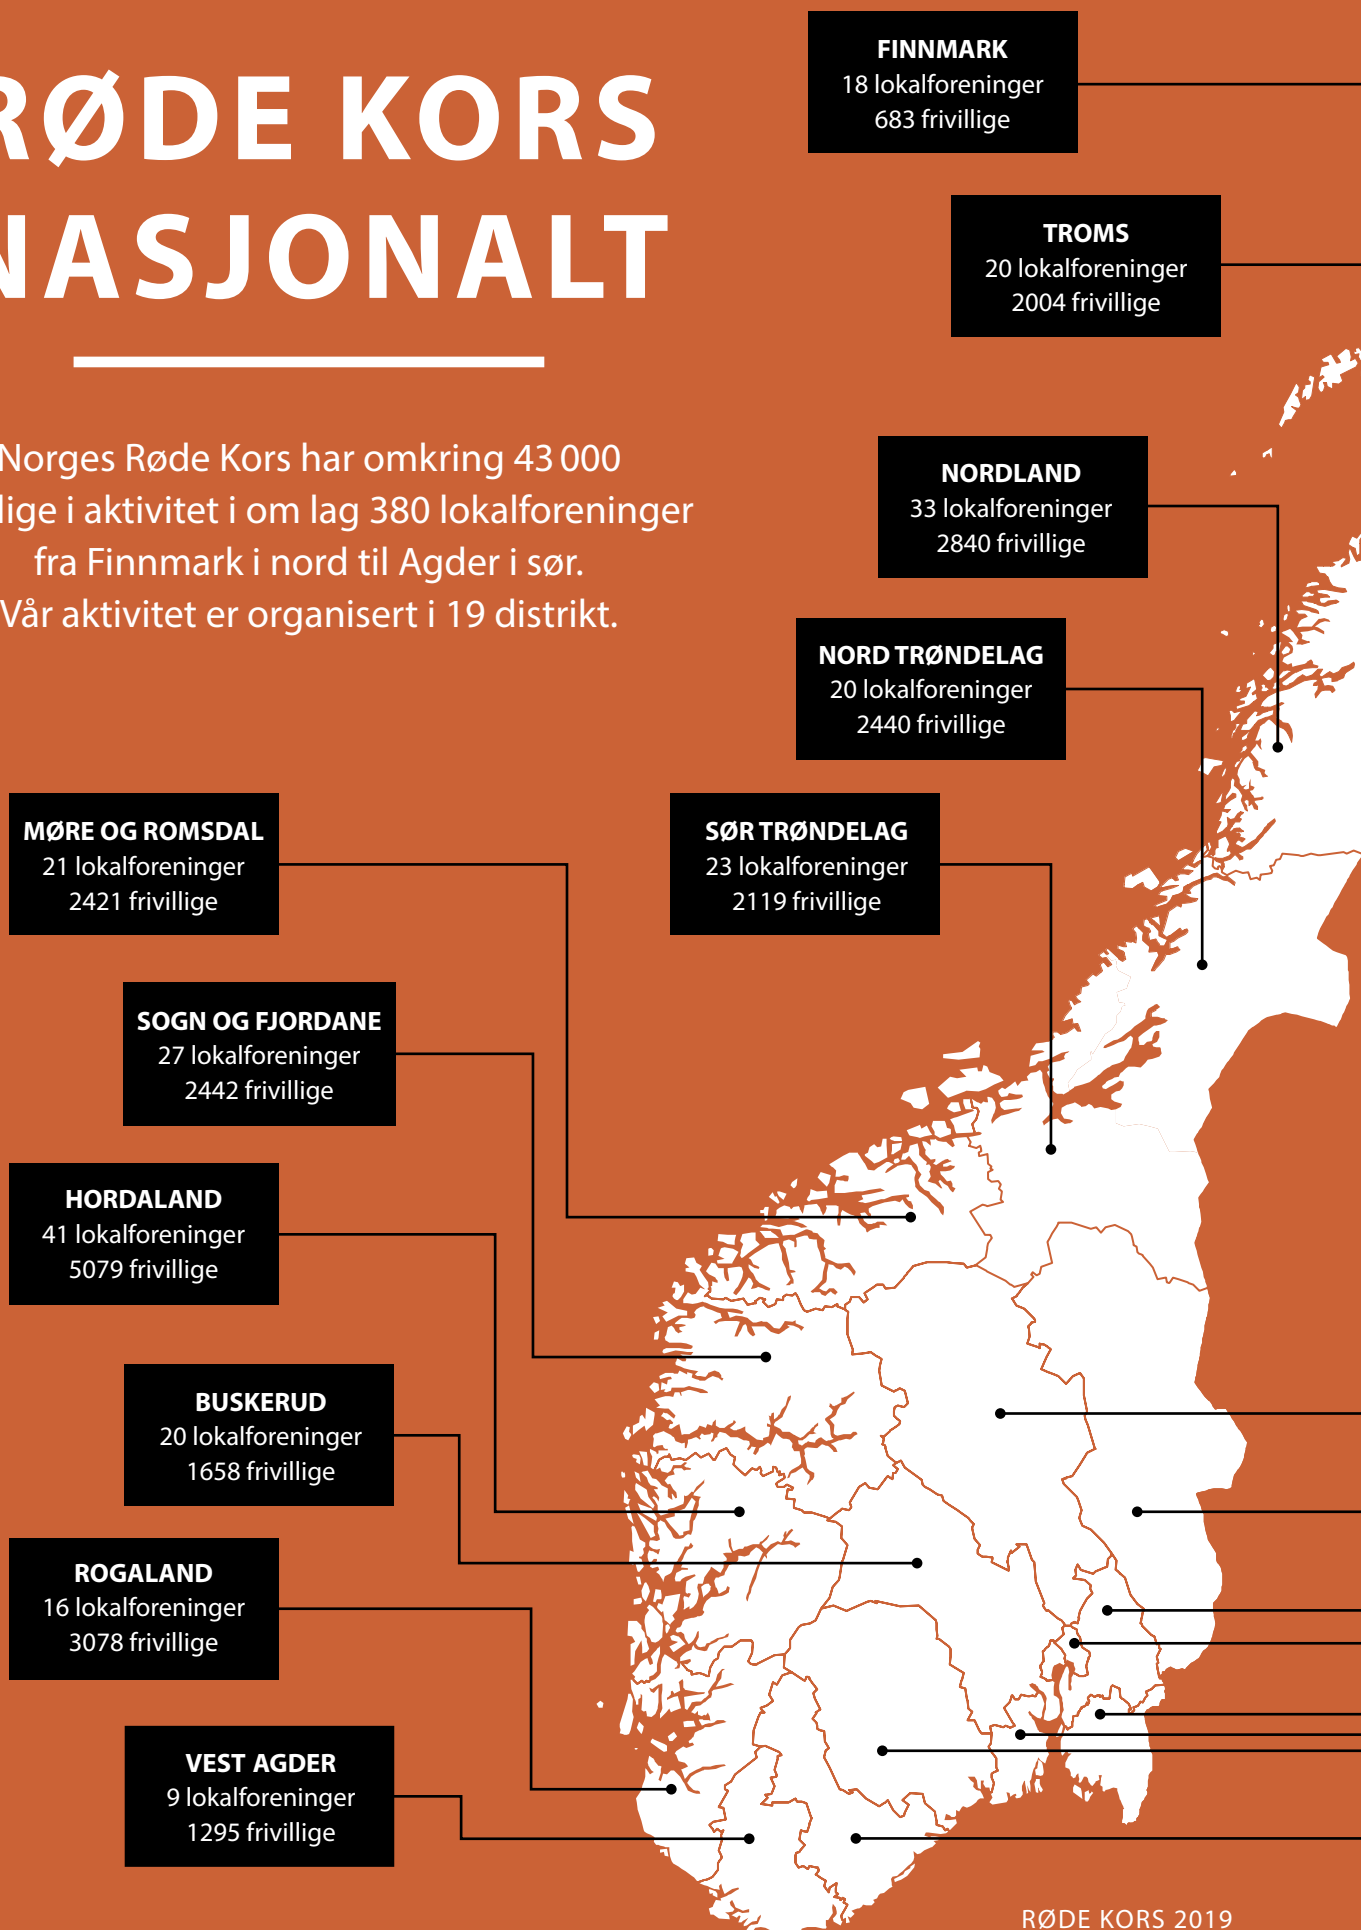 RØDE KORS
NASJONALT
Norges Røde Kors har omkring 43 000
lige i aktivitet i om lag 380 lokalforeninger
fra Finnmark i nord til Agder i sør.
Vår aktivitet er organisert i 19 distrikt.
FINNMARK
18 lokalforeninger
683 frivillige
TROMS
20 lokalforeninger
2004 frivillige
NORDLAND
33 lokalforeninger
2840 frivillige
NORD TRØNDELAG
20 lokalforeninger
2440 frivillige
MØRE OG ROMSDAL
21 lokalforeninger
2421 frivillige
SØR TRØNDELAG
23 lokalforeninger
2119 frivillige
SOGN OG FJORDANE
27 lokalforeninger
2442 frivillige
HORDALAND
41 lokalforeninger
5079 frivillige
BUSKERUD
20 lokalforeninger
1658 frivillige
ROGALAND
16 lokalforeninger
3078 frivillige
VEST AGDER
9 lokalforeninger
1295 frivillige
RØDE KORS 2019